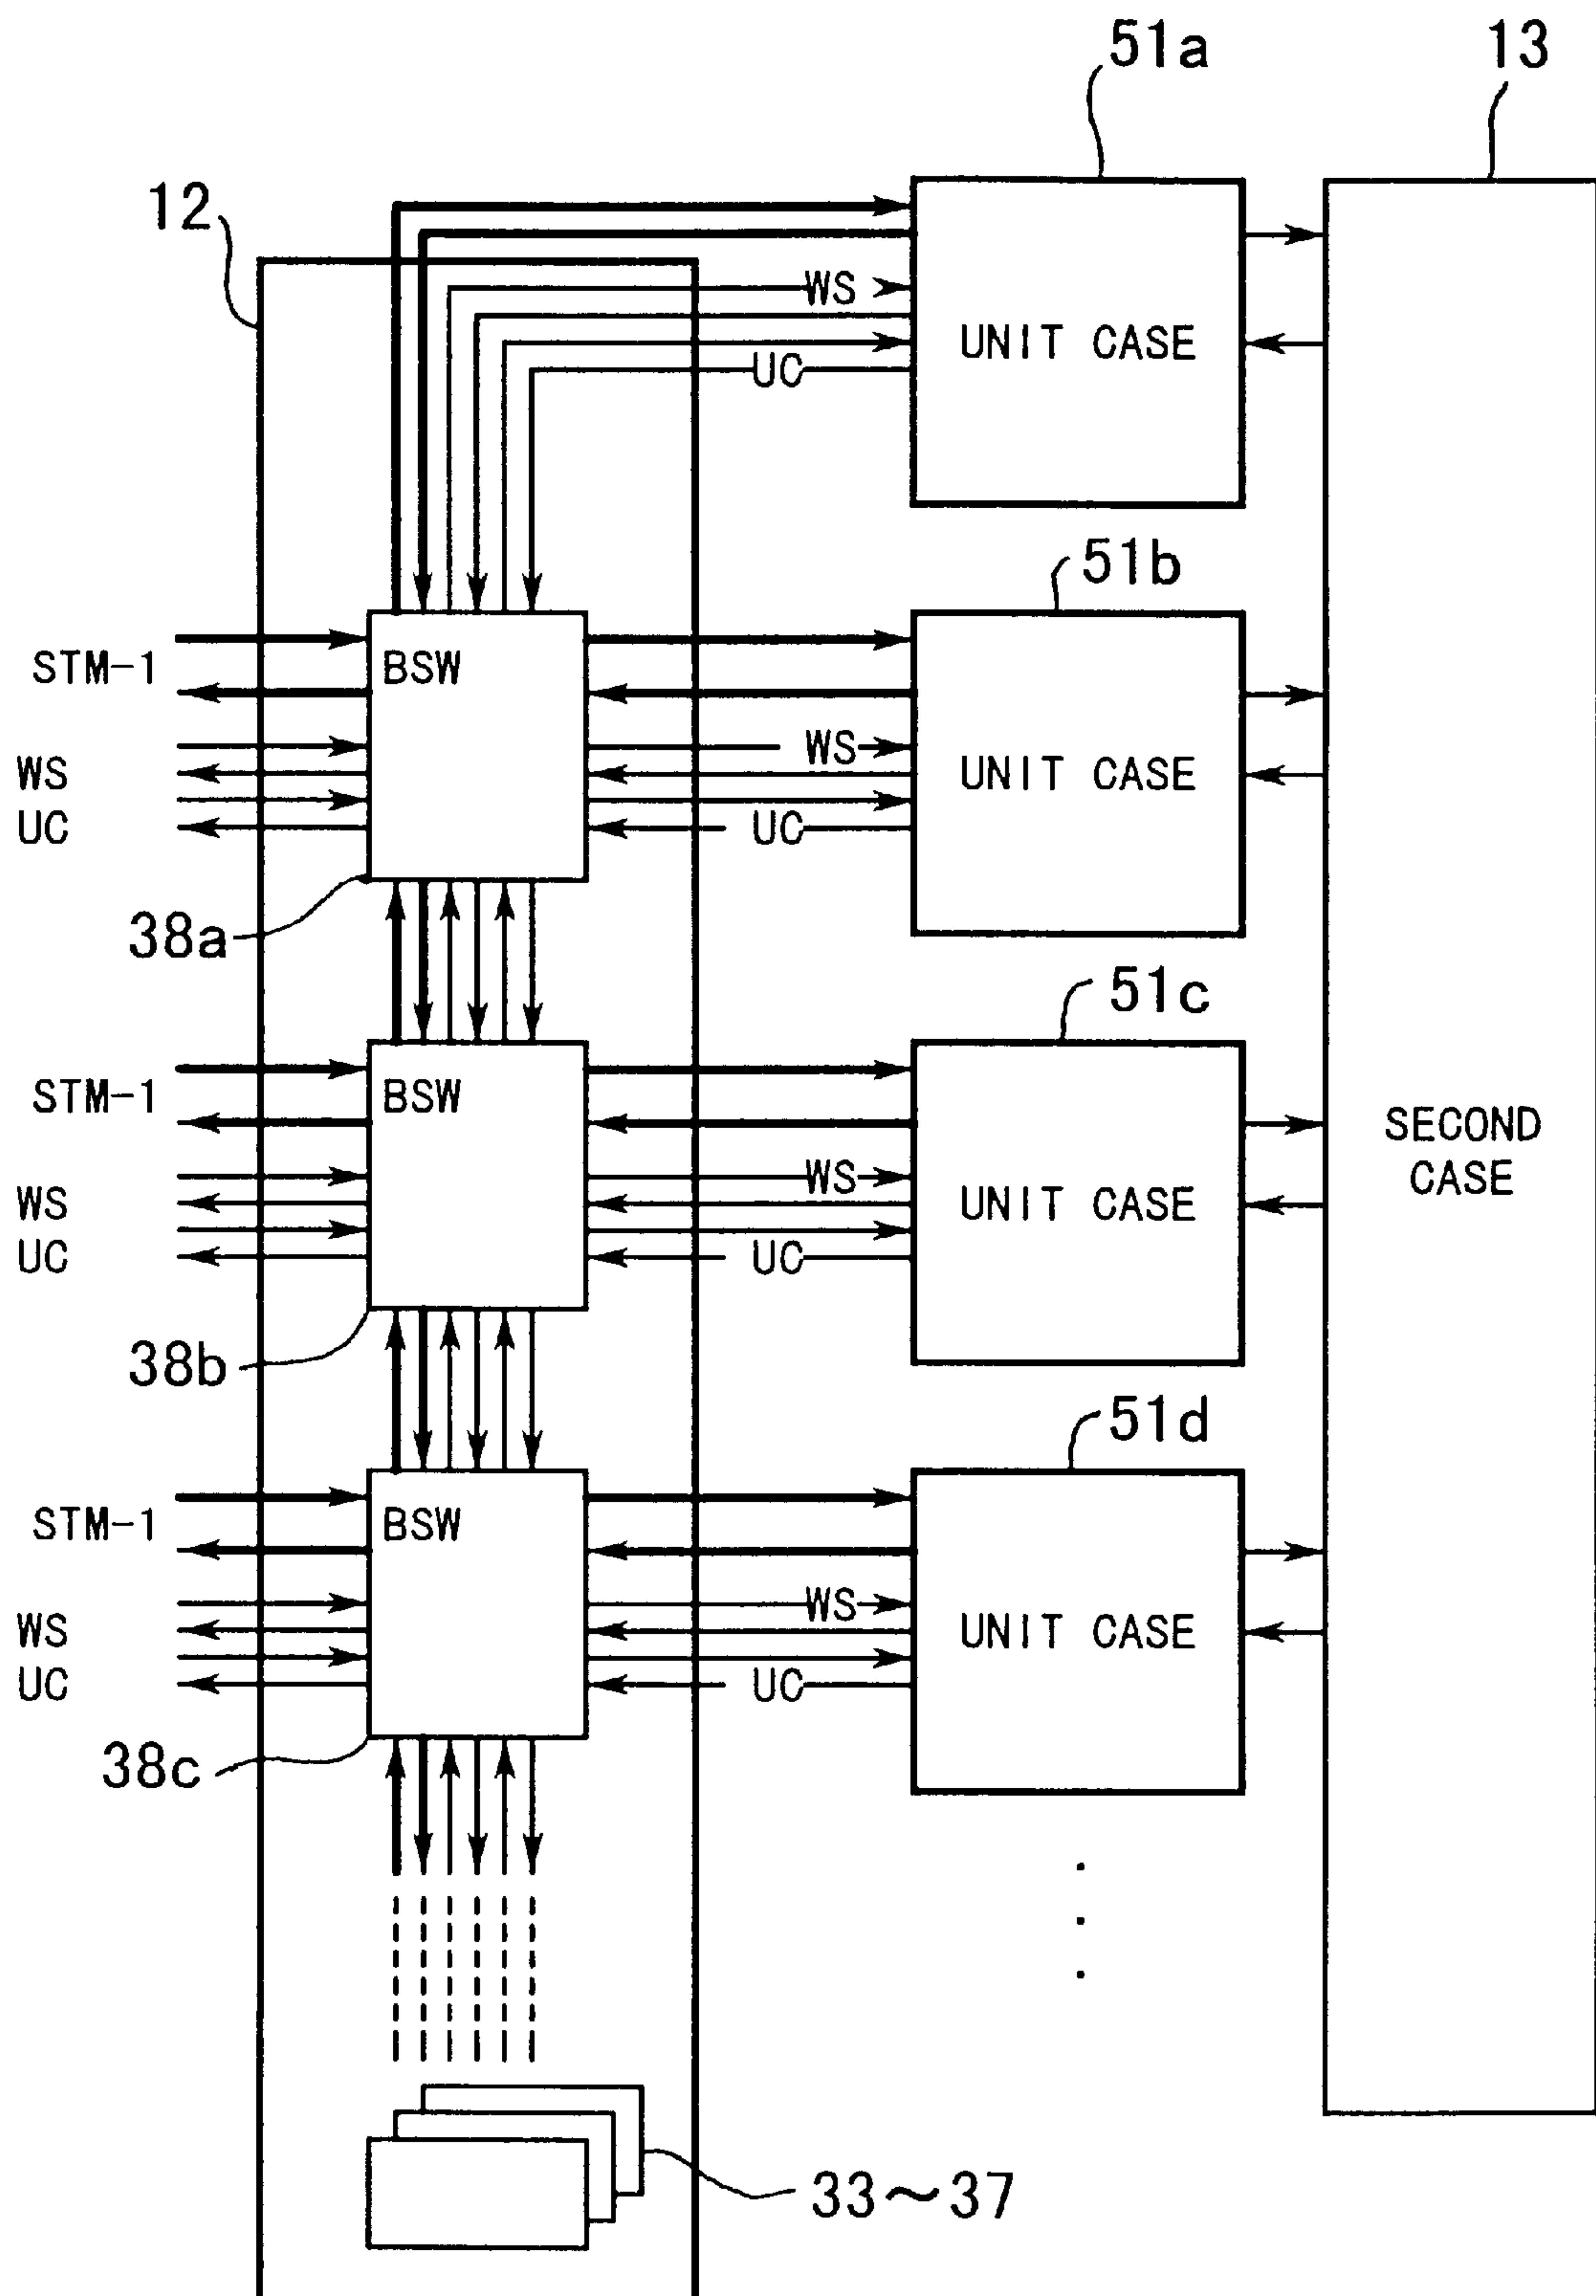 51a
13
12
WS
UNIT CASE
UC
51b
STM-1
BSW
WS
WS
UNIT CASE
UC
UC
38a
51c
STM-1
BSW
SECOND
CASE
WS
WS
UNIT CASE
UC
UC
38b
51d
STM-1
BSW
WS
WS
UNIT CASE
UC
UC
38c
33～37